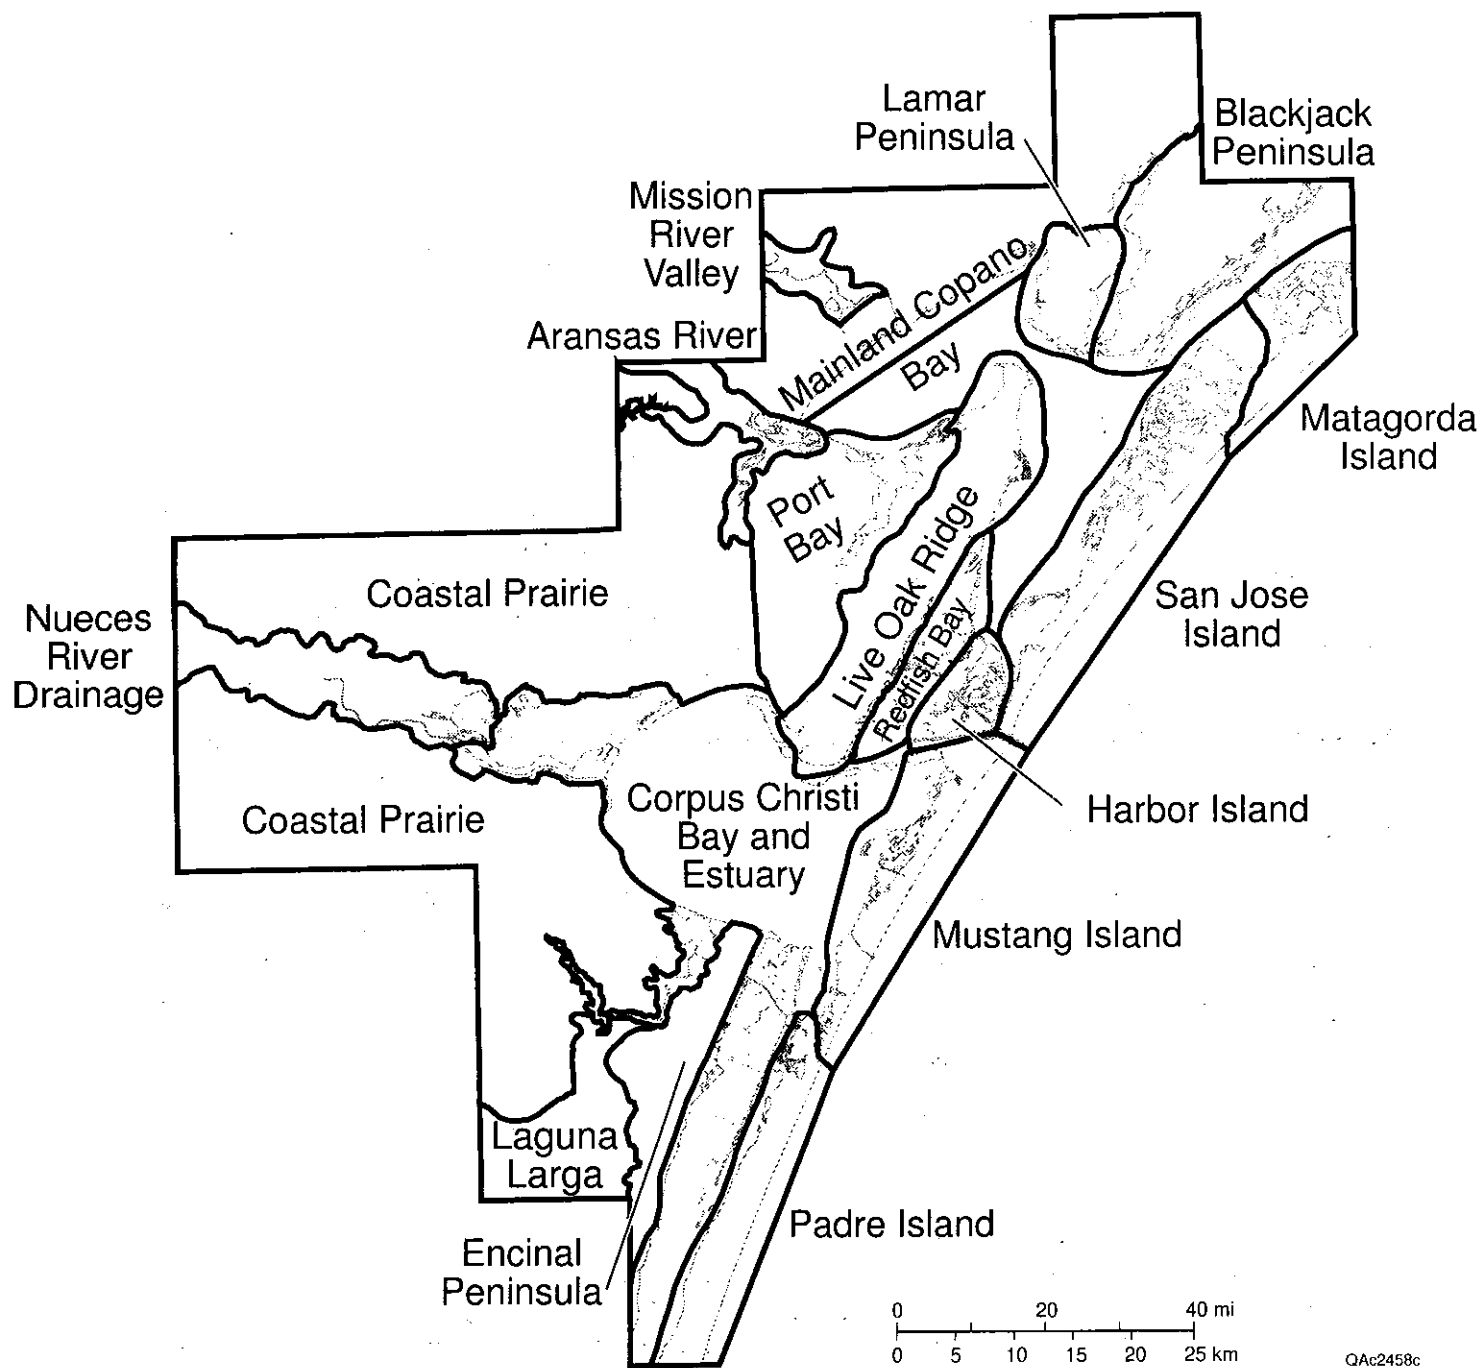 Lamar
Peninsula
Blackjack
Peninsula
Mission
River
Valley
Aransas River
Mainland Copano
Bay
Matagorda
Island
Port
Bay
Live Oak Ridge
Redfish Bay
San Jose
Island
Coastal Prairie
Nueces
River
Drainage
Coastal Prairie
Corpus Christi
Bay and
Estuary
Harbor Island
Mustang Island
Laguna
Larga
Encinal
Peninsula
Padre Island
0 20 40 mi
0 5 10 15 20 25 km
QAc2458c